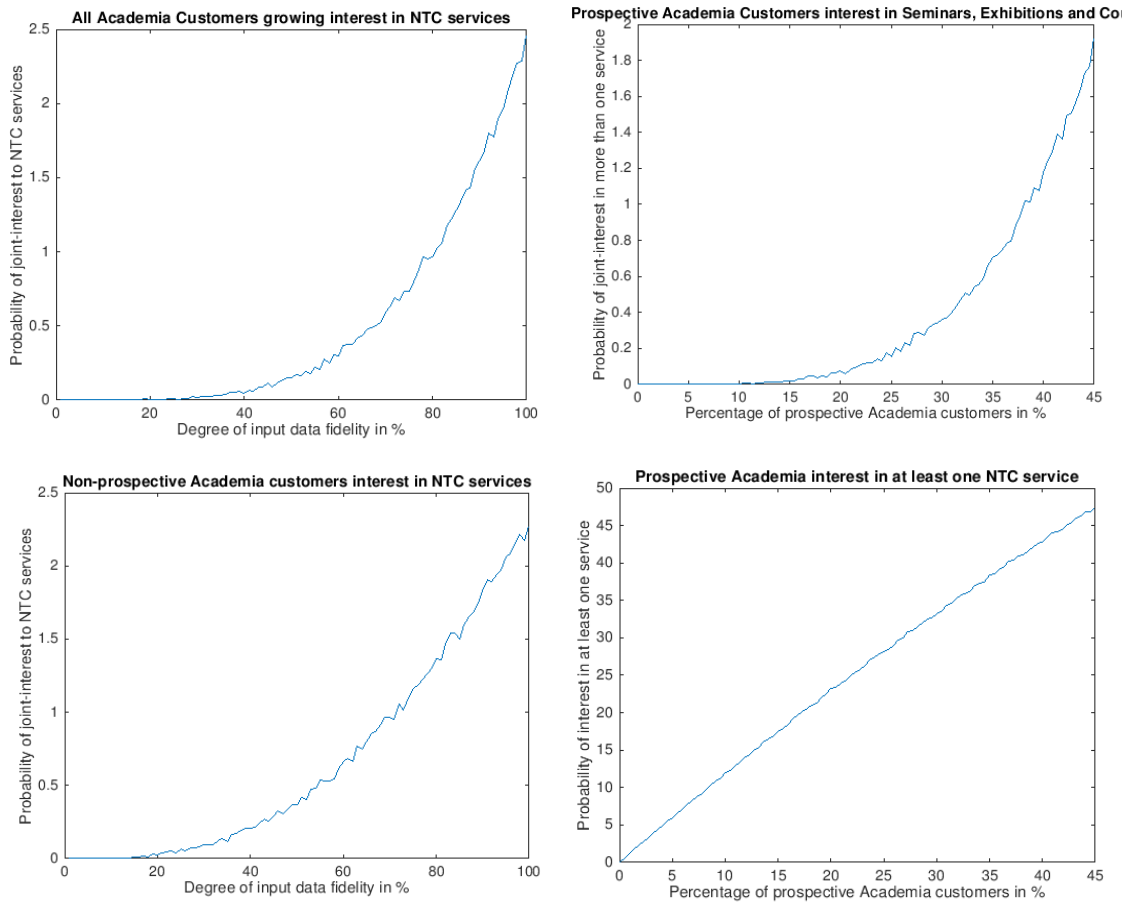 All Academia Customers growing interest in NTC services
2.5
2
1.5
1
0.5
0
0 20 40 60 80 100
Probability of joint-interest to NTC services
Degree of input data fidelity in %
Prospective Academia Customers interest in Seminars, Exhibitions and Co
2
1.8
1.6
1.4
1.2
1
0.8
0.6
0.4
0.2
0
0 5 10 15 20 25 30 35 40 45
Probability of joint-interest in more than one service
Percentage of prospective Academia customers in %
Non-prospective Academia customers interest in NTC services
2.5
2
1.5
1
0.5
0
0 20 40 60 80 100
Probability of joint-interest to NTC services
Degree of input data fidelity in %
Prospective Academia interest in at least one NTC service
50
45
40
35
30
25
20
15
10
5
0
0 5 10 15 20 25 30 35 40 45
Probability of interest in at least one service
Percentage of prospective Academia customers in %